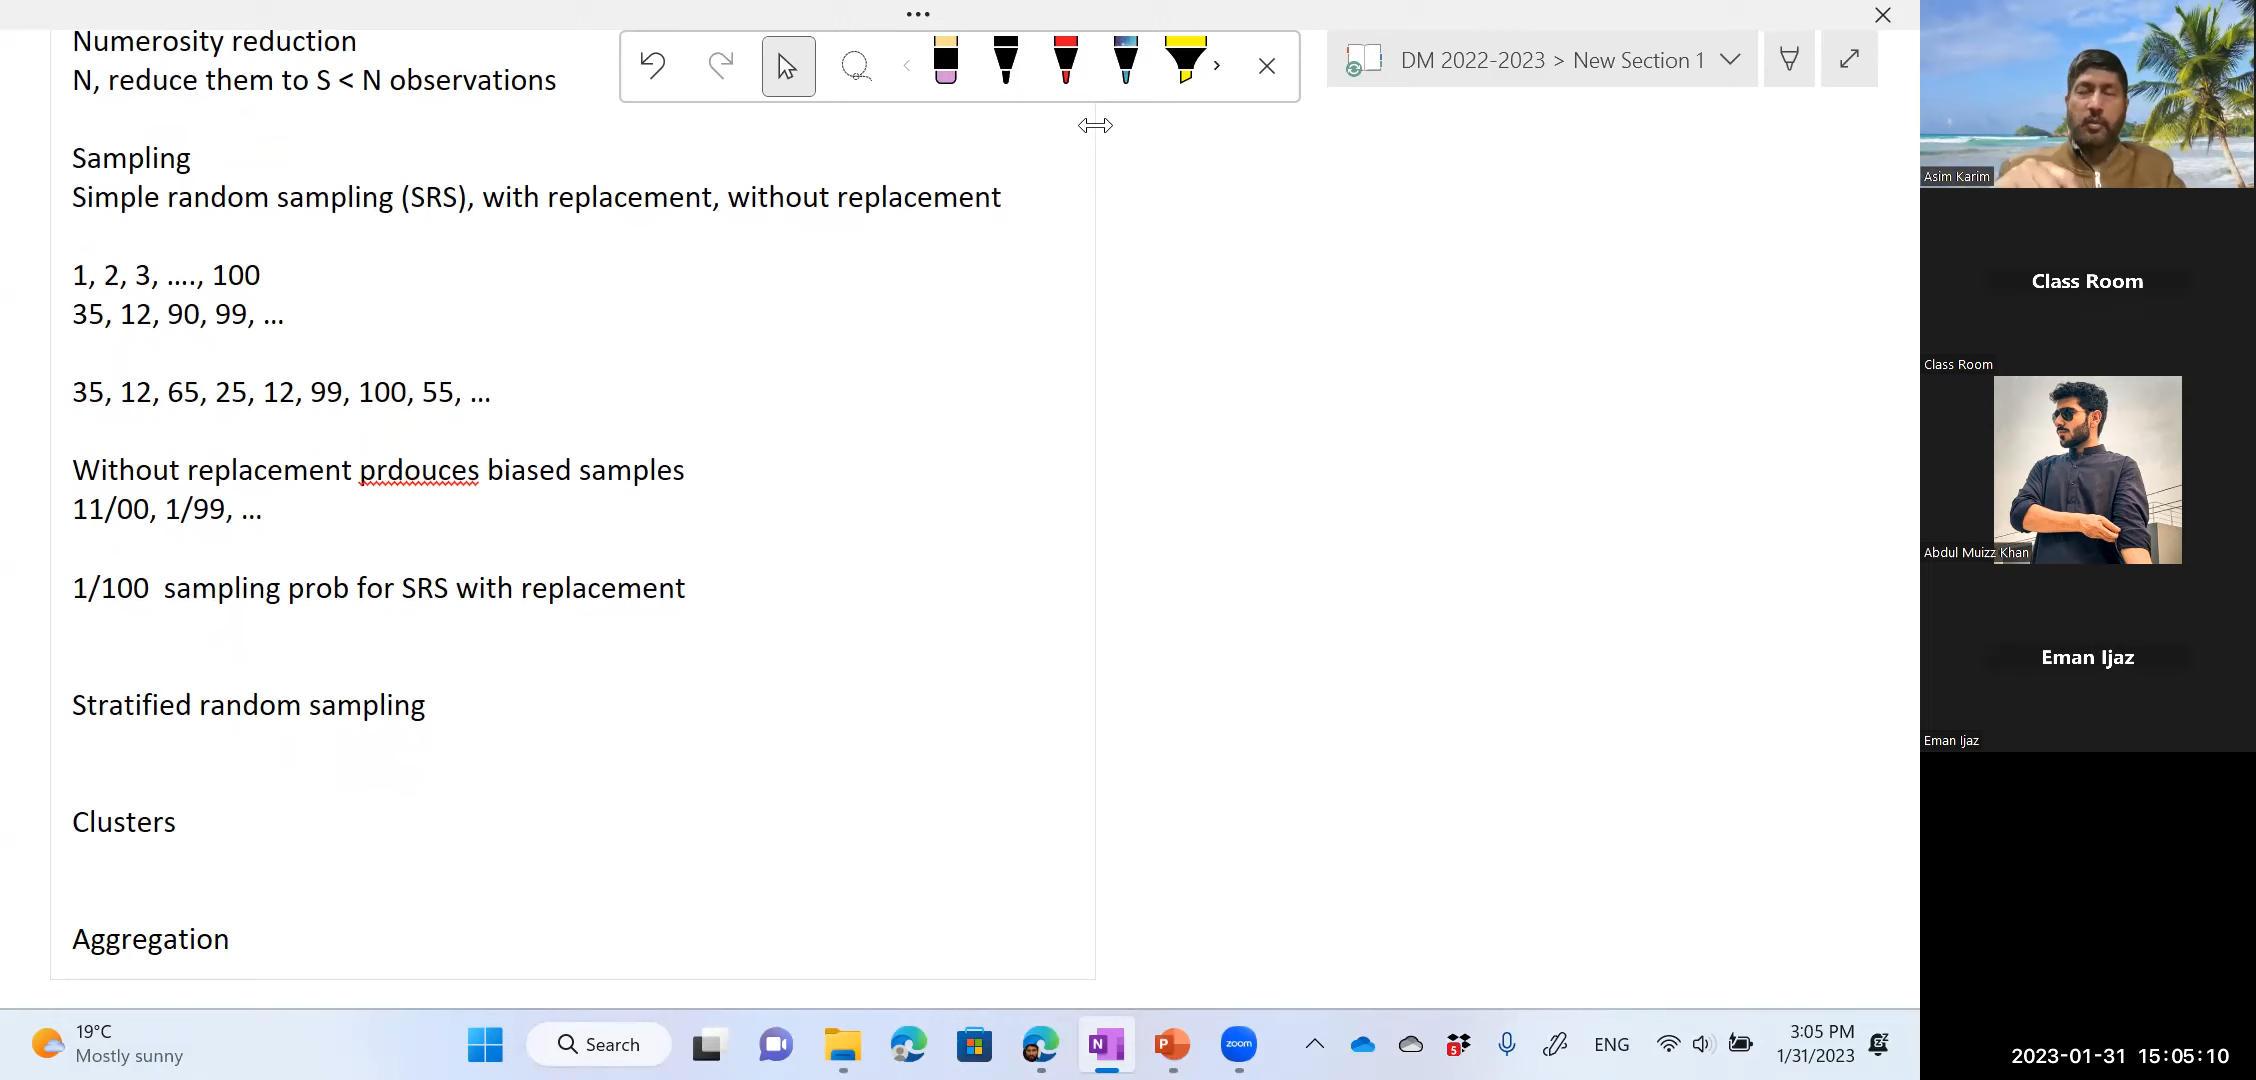 Numerosity reduction
N, reduce them to S < N observations
DM 2022-2023 > New Section 1
Sampling
Simple random sampling (SRS), with replacement, without replacement
1, 2, 3, ...., 100
35, 12, 90, 99, ...
35, 12, 65, 25, 12, 99, 100, 55, ...
Without replacement prdouces biased samples
11/00, 1/99, ...
1/100  sampling prob for SRS with replacement
Stratified random sampling
Clusters
Aggregation
Asim Karim
Class Room
Class Room
Abdul Muizz Khan
Eman Ijaz
Eman Ijaz
19°C
Mostly sunny
Search
N
P
zoom
5
ENG
3:05 PM
1/31/2023
2023-01-31 15:05:10